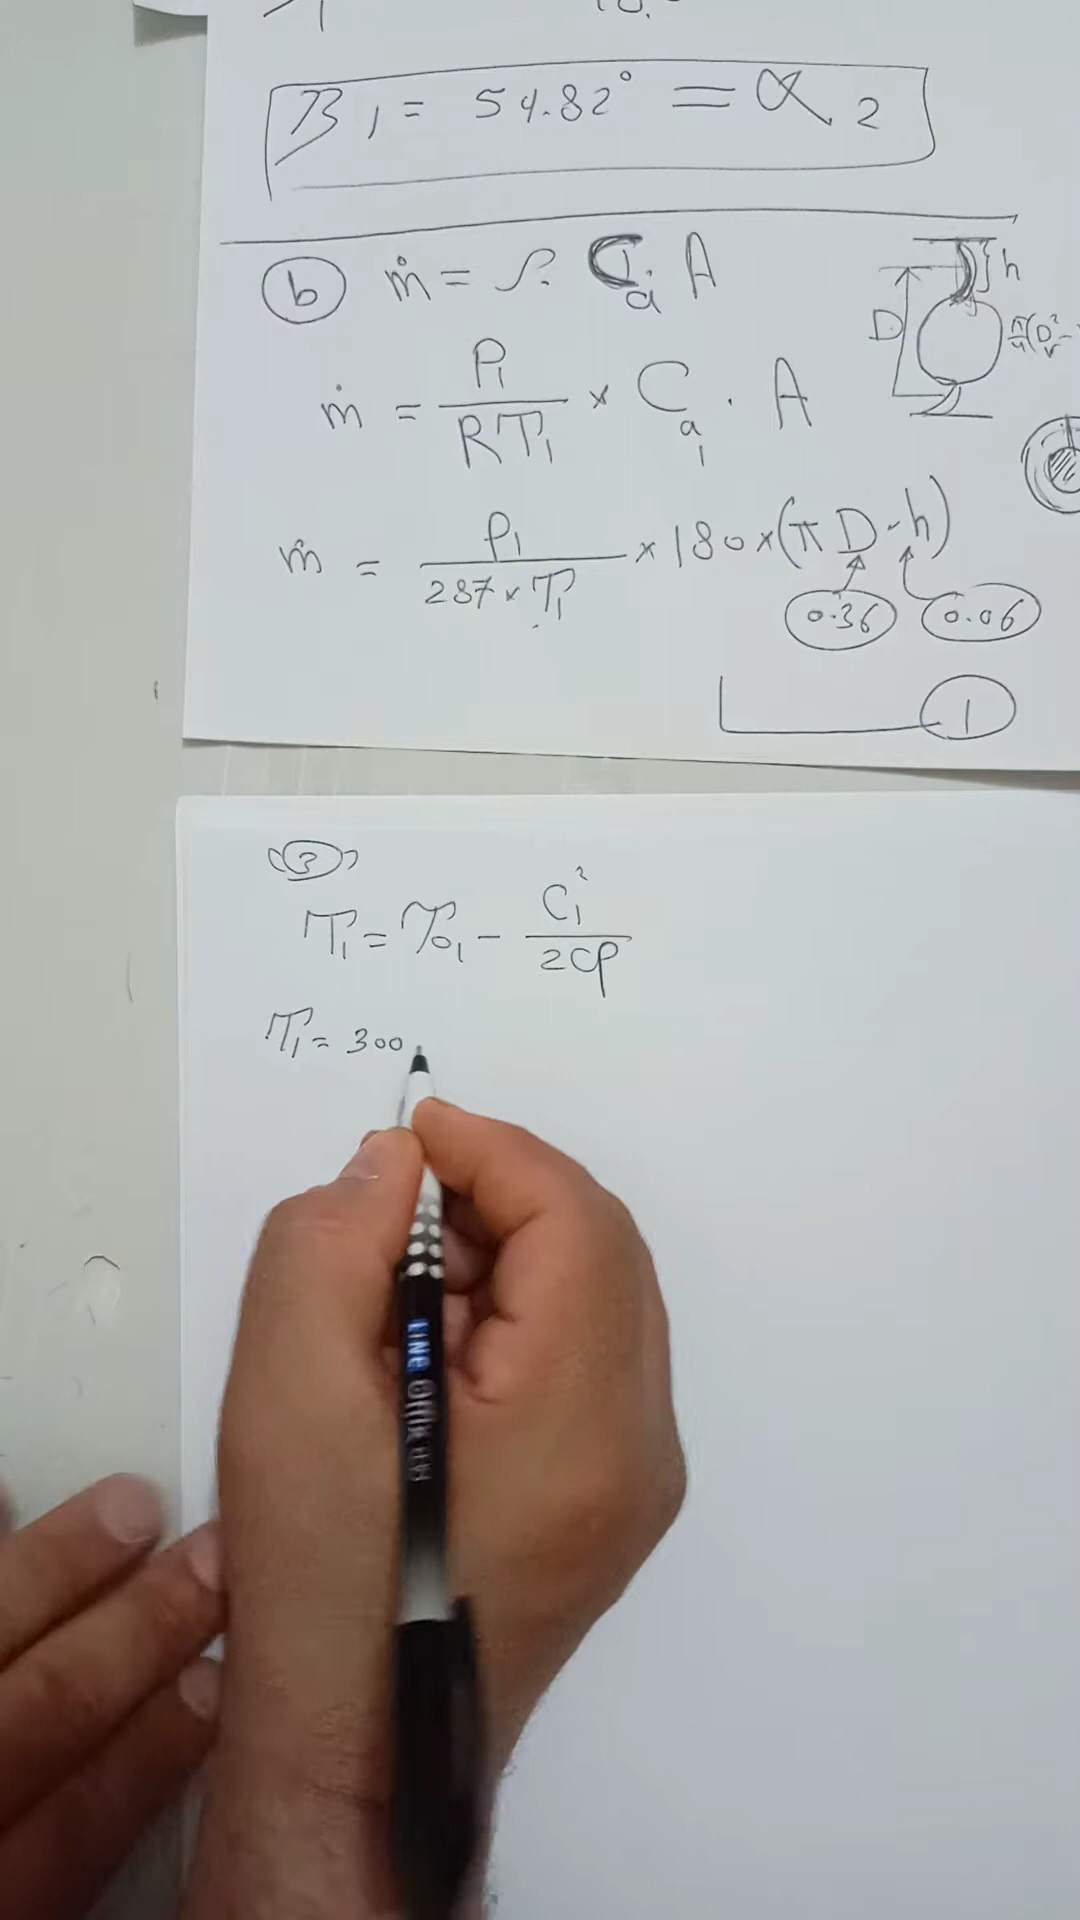 β₁ = 54.82° = α₂
b ṁ = ρ. Ca. A
h
D
ṁ = P₁/RT₁ × Ca₁ . A
ṁ = P₁/287×T₁ × 180×(π D - h)
0.36 0.06
1
(3)
T₁ = T₀₁ - C₁²/2Cp
T₁ = 300
LINE